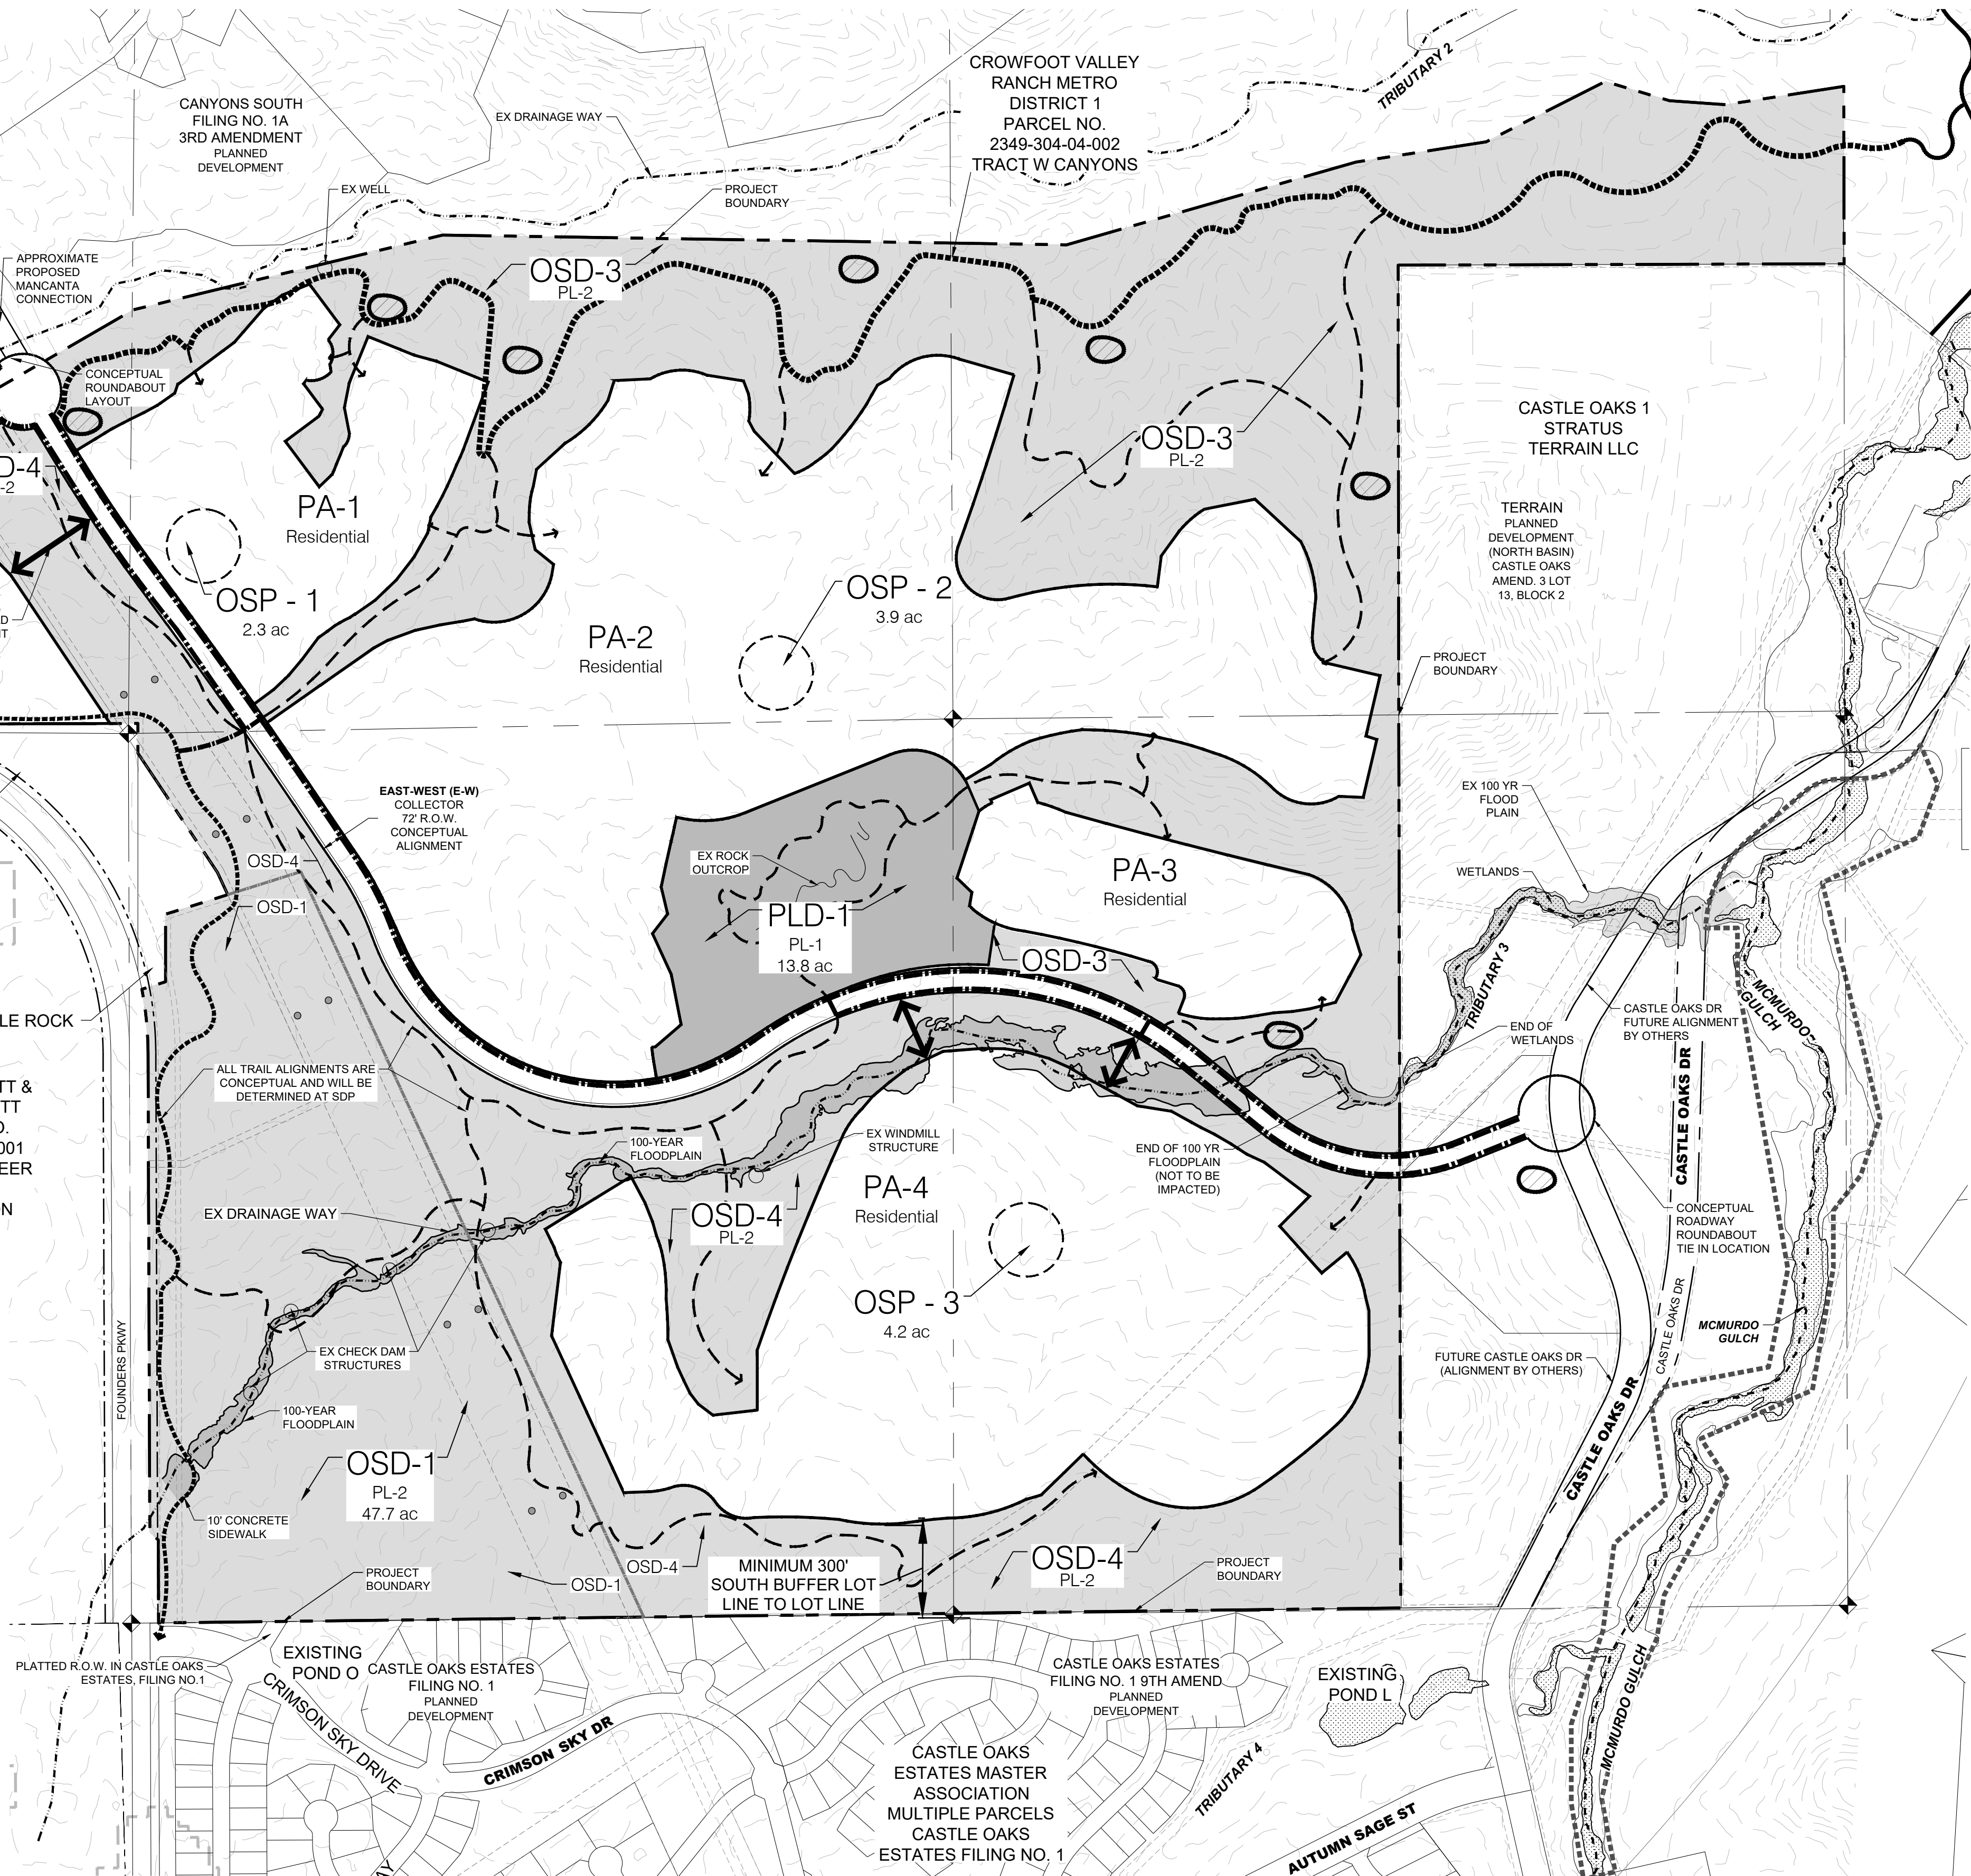 CANYONS SOUTH
FILING NO. 1A
3RD AMENDMENT
PLANNED
DEVELOPMENT
EX DRAINAGE WAY
CROWFOOT VALLEY
RANCH METRO
DISTRICT 1
PARCEL NO.
2349-304-04-002
TRACT W CANYONS
TRIBUTARY 2
EX WELL
PROJECT
BOUNDARY
APPROXIMATE
PROPOSED
MANCANTA
CONNECTION
OSD-3
PL-2
CONCEPTUAL
ROUNDABOUT
LAYOUT
CASTLE OAKS 1
STRATUS
TERRAIN LLC
OSD-3
PL-2
D-4
-2
PA-1
Residential
TERRAIN
PLANNED
DEVELOPMENT
(NORTH BASIN)
CASTLE OAKS
AMEND. 3 LOT
13, BLOCK 2
OSP - 1
2.3 ac
OSP - 2
3.9 ac
D
T
PA-2
Residential
PROJECT
BOUNDARY
EAST-WEST (E-W)
COLLECTOR
72' R.O.W.
CONCEPTUAL
ALIGNMENT
EX 100 YR
FLOOD
PLAIN
OSD-4
EX ROCK
OUTCROP
PA-3
Residential
WETLANDS
OSD-1
PLD-1
PL-1
13.8 ac
OSD-3
TRIBUTARY 3
MCMURDO
GULCH
LE ROCK
CASTLE OAKS DR
FUTURE ALIGNMENT
BY OTHERS
END OF
WETLANDS
CASTLE OAKS DR
ALL TRAIL ALIGNMENTS ARE
CONCEPTUAL AND WILL BE
DETERMINED AT SDP
TT &
TT
O.
001
EER
ON
100-YEAR
FLOODPLAIN
EX WINDMILL
STRUCTURE
END OF 100 YR
FLOODPLAIN
(NOT TO BE
IMPACTED)
PA-4
Residential
EX DRAINAGE WAY
OSD-4
PL-2
CONCEPTUAL
ROADWAY
ROUNDABOUT
TIE IN LOCATION
OSP - 3
4.2 ac
CASTLE OAKS DR
MCMURDO
GULCH
FOUNDERS PKWY
EX CHECK DAM
STRUCTURES
FUTURE CASTLE OAKS DR
(ALIGNMENT BY OTHERS)
100-YEAR
FLOODPLAIN
CASTLE OAKS DR
OSD-1
PL-2
47.7 ac
10' CONCRETE
SIDEWALK
PROJECT
BOUNDARY
OSD-4
OSD-1
MINIMUM 300'
SOUTH BUFFER LOT
LINE TO LOT LINE
OSD-4
PL-2
PROJECT
BOUNDARY
PLATTED R.O.W. IN CASTLE OAKS
ESTATES, FILING NO.1
EXISTING
POND O
CASTLE OAKS ESTATES
FILING NO. 1
PLANNED
DEVELOPMENT
CRIMSON SKY DRIVE
CRIMSON SKY DR
CASTLE OAKS ESTATES
FILING NO. 1 9TH AMEND
PLANNED
DEVELOPMENT
EXISTING
POND L
MCMURDO GULCH
CASTLE OAKS
ESTATES MASTER
ASSOCIATION
MULTIPLE PARCELS
CASTLE OAKS
ESTATES FILING NO. 1
TRIBUTARY 4
AUTUMN SAGE ST